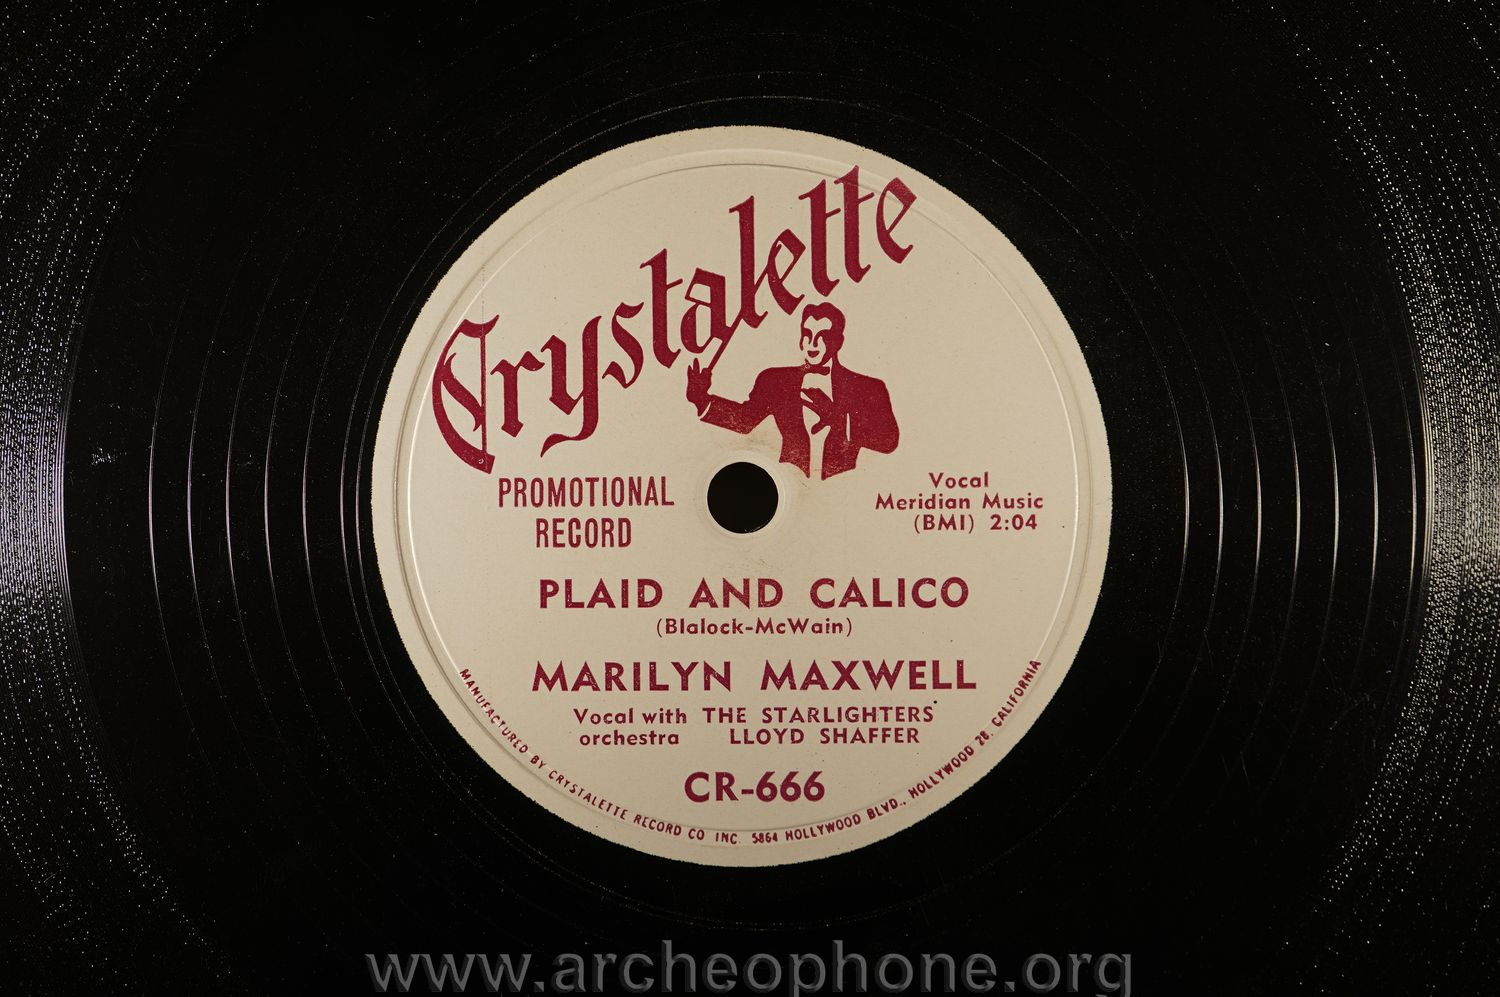 Crystalette
PROMOTIONAL
RECORD
Vocal
Meridian Music
(BMI) 2:04
PLAID AND CALICO
(Blalock-McWain)
MARILYN MAXWELL
Vocal with THE STARLIGHTERS
orchestra LLOYD SHAFFER
CR-666
MANUFACTURED BY CRYSTALETTE RECORD CO INC. 5864 HOLLYWOOD BLVD., HOLLYWOOD 28, CALIFORNIA
www.archeophone.org